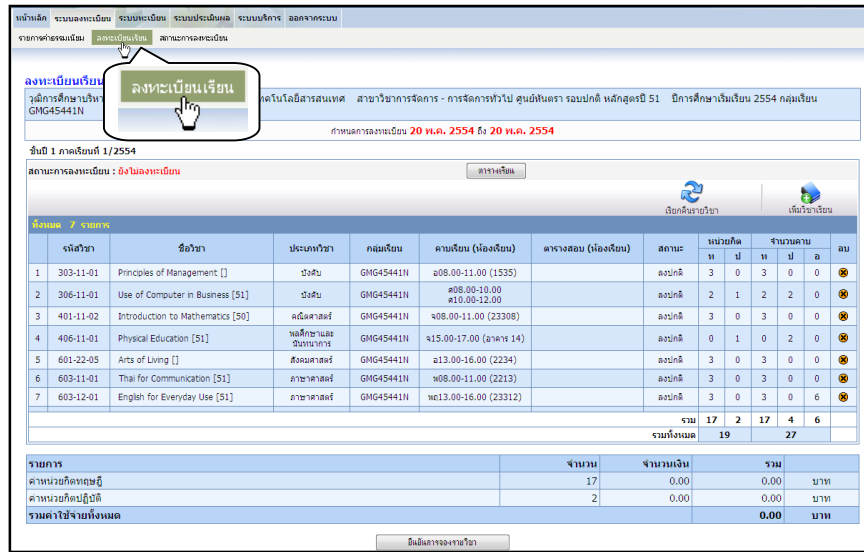 หน้าหลัก ระบบลงทะเบียน ระบบทะเบียน ระบบประเมินผล ระบบบริการ ออกจากระบบ
รายการค่าธรรมเนียม ลงทะเบียนเรียน สถานะการลงทะเบียน
ลงทะเบียนเรียน
ลงทะเบียนเรียน
วุฒิการศึกษาบริหา ทคโนโลยีสารสนเทศ สาขาวิชาการจัดการ - การจัดการทั่วไป ศูนย์หันตรา รอบปกติ หลักสูตรปี 51 ปีการศึกษาเริ่มเรียน 2554 กลุ่มเรียน
GMG45441N
กำหนดการลงทะเบียน 20 พ.ค. 2554 ถึง 20 พ.ค. 2554
ชั้นปี 1 ภาคเรียนที่ 1/2554
สถานะการลงทะเบียน : ยังไม่ลงทะเบียน ตารางเรียน
เรียกคืนรายวิชา เพิ่มวิชาเรียน
ทั้งหมด 7 รายการ
รหัสวิชา ชื่อวิชา ประเภทวิชา กลุ่มเรียน คาบเรียน (ห้องเรียน) ตารางสอบ (ห้องเรียน) สถานะ หน่วยกิต จำนวนคาบ ลบ
ท ป ท ป อ
1 303-11-01 Principles of Management [] บังคับ GMG45441N อ08.00-11.00 (1535) ลงปกติ 3 0 3 0 0
2 306-11-01 Use of Computer in Business [51] บังคับ GMG45441N ศ08.00-10.00 ศ10.00-12.00 ลงปกติ 2 1 2 2 0
3 401-11-02 Introduction to Mathematics [50] คณิตศาสตร์ GMG45441N จ08.00-11.00 (23308) ลงปกติ 3 0 3 0 0
4 406-11-01 Physical Education [51] พลศึกษาและนันทนาการ GMG45441N จ15.00-17.00 (อาคาร 14) ลงปกติ 0 1 0 2 0
5 601-22-05 Arts of Living [] สังคมศาสตร์ GMG45441N อ13.00-16.00 (2234) ลงปกติ 3 0 3 0 0
6 603-11-01 Thai for Communication [51] ภาษาศาสตร์ GMG45441N พ08.00-11.00 (2213) ลงปกติ 3 0 3 0 0
7 603-12-01 English for Everyday Use [51] ภาษาศาสตร์ GMG45441N พฤ13.00-16.00 (23312) ลงปกติ 3 0 3 0 6
รวม 17 2 17 4 6
รวมทั้งหมด 19 27
รายการ จำนวน จำนวนเงิน รวม
ค่าหน่วยกิตทฤษฎี 17 0.00 0.00 บาท
ค่าหน่วยกิตปฏิบัติ 2 0.00 0.00 บาท
รวมค่าใช้จ่ายทั้งหมด 0.00 บาท
ยืนยันการจองรายวิชา